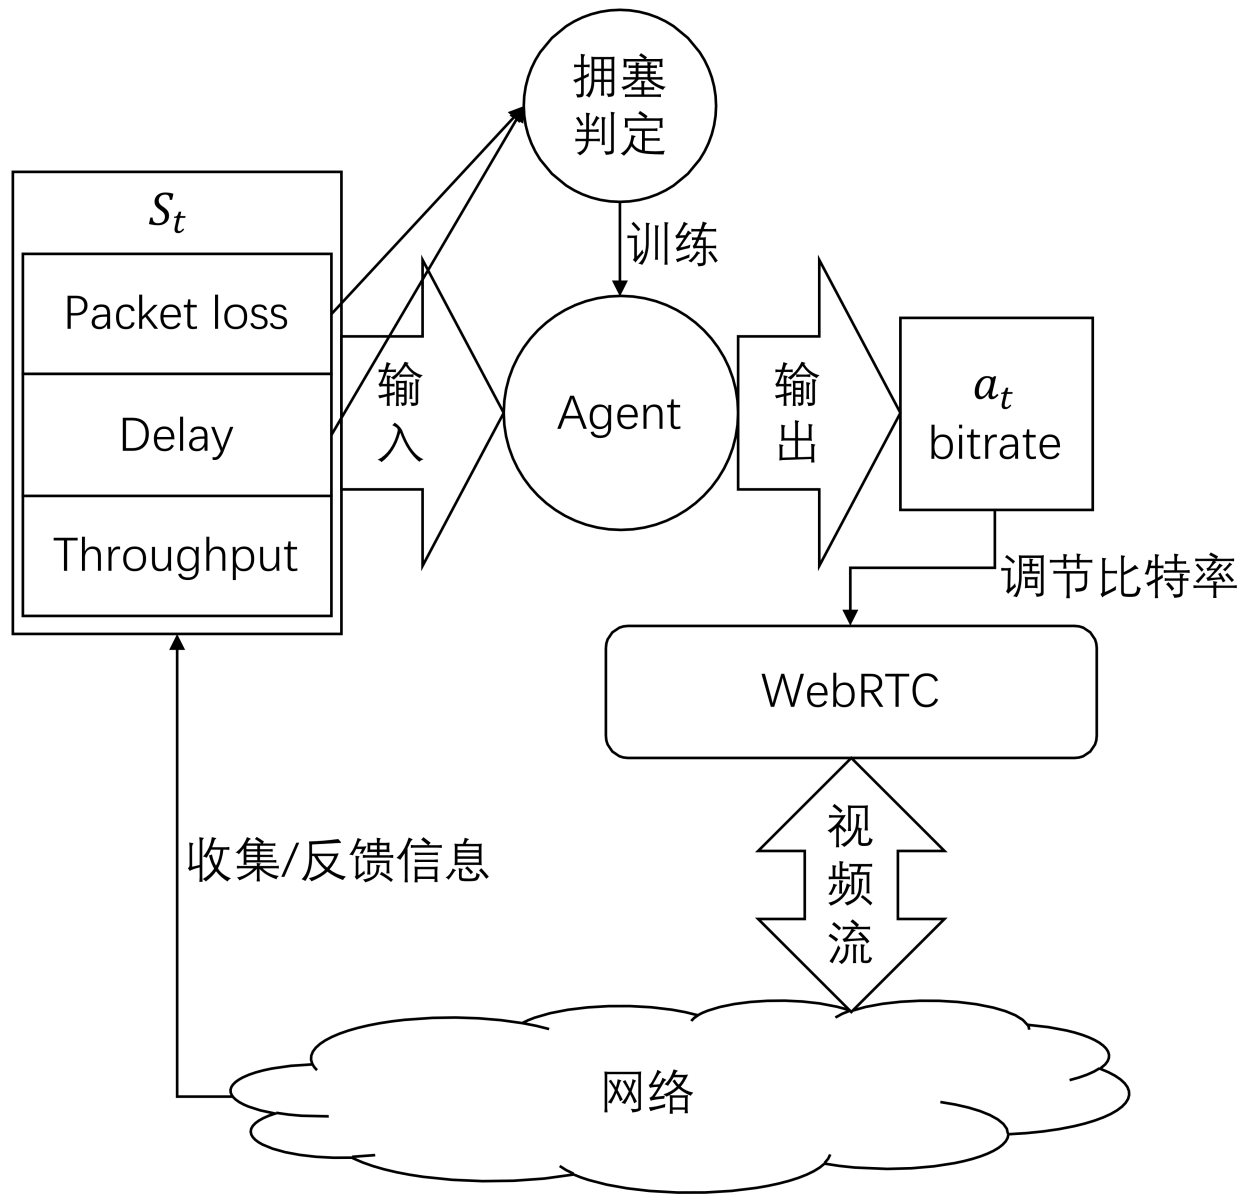 拥塞
判定
S_t
训练
Packet loss
Delay
Throughput
输
入
Agent
输
出
a_t
bitrate
调节比特率
WebRTC
收集/反馈信息
视
频
流
网络